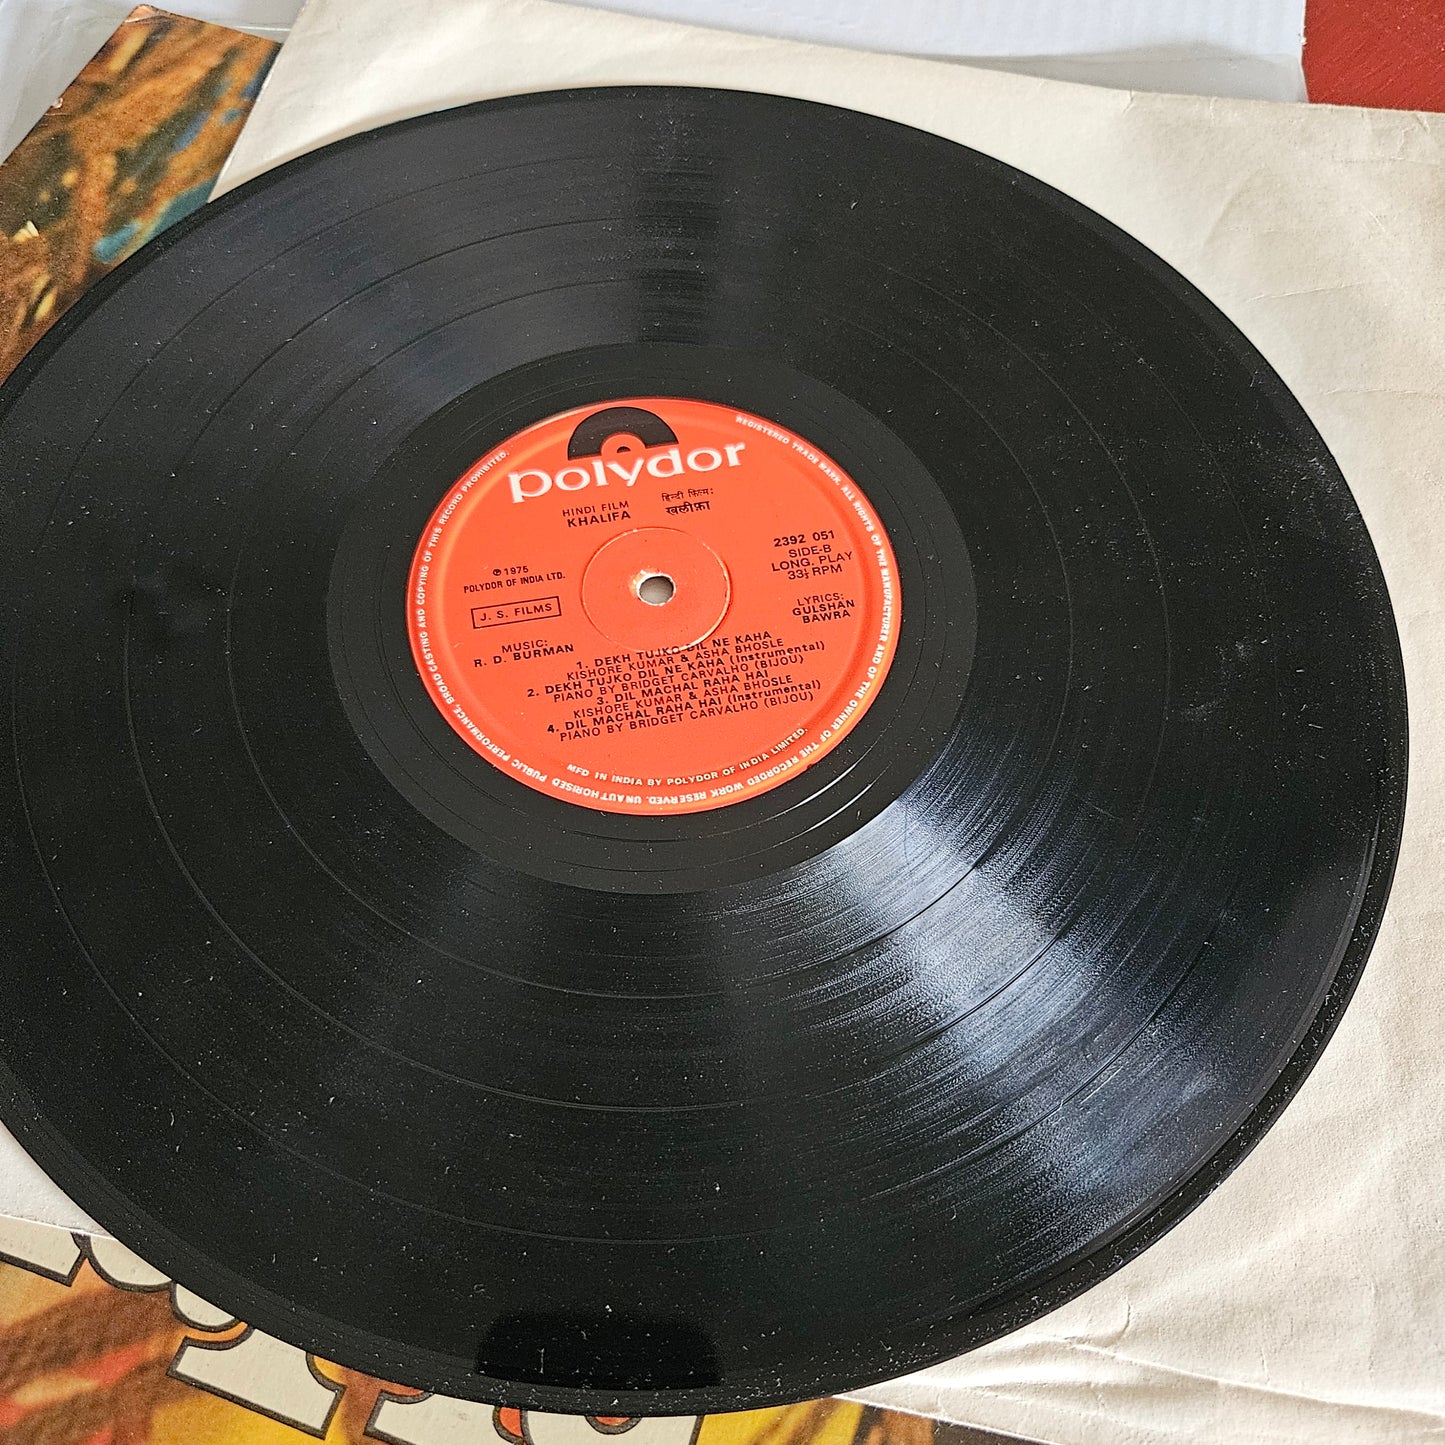 polydor
HINDI FILM
KHALIFA
हिन्दी फिल्म:
ख़लीफ़ा
2392 051
SIDE-B
LONG. PLAY
33⅓ RPM
℗ 1975
POLYDOR OF INDIA LTD.
J. S. FILMS
MUSIC:
R. D. BURMAN
LYRICS:
GULSHAN
BAWRA
1. DEKH TUJKO DIL NE KAHA
KISHORE KUMAR & ASHA BHOSLE
2. DEKH TUJKO DIL NE KAHA (Instrumental)
PIANO BY BRIDGET CARVALHO (BIJOU)
3. DIL MACHAL RAHA HAI
KISHORE KUMAR & ASHA BHOSLE
4. DIL MACHAL RAHA HAI (Instrumental)
PIANO BY BRIDGET CARVALHO (BIJOU)
MFD IN INDIA BY POLYDOR OF INDIA LIMITED.
REGISTERED TRADE MARK. ALL RIGHTS OF THE MANUFACTURER AND OF THE OWNER OF THE RECORDED WORK RESERVED. UNAUTHORISED PUBLIC PERFORMANCE, BROADCASTING AND COPYING OF THIS RECORD PROHIBITED.